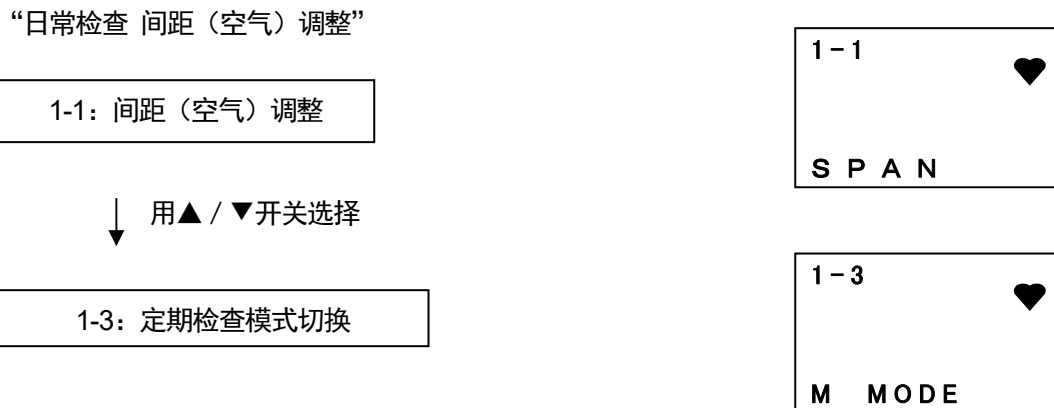 “日常检查 间距（空气）调整”
1-1：间距（空气）调整
用▲／▼开关选择
1-3：定期检查模式切换
1－1
SPAN
1－3
M MODE